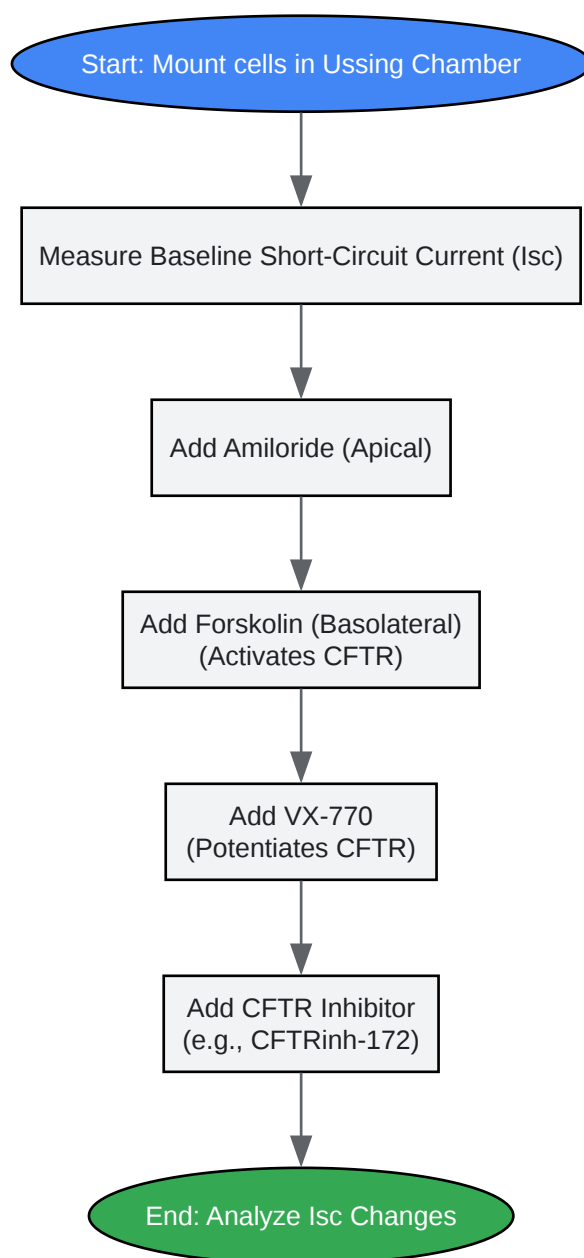 Start: Mount cells in Ussing Chamber
Measure Baseline Short-Circuit Current (Isc)
Add Amiloride (Apical)
Add Forskolin (Basolateral)
(Activates CFTR)
Add VX-770
(Potentiates CFTR)
Add CFTR Inhibitor
(e.g., CFTRinh-172)
End: Analyze Isc Changes